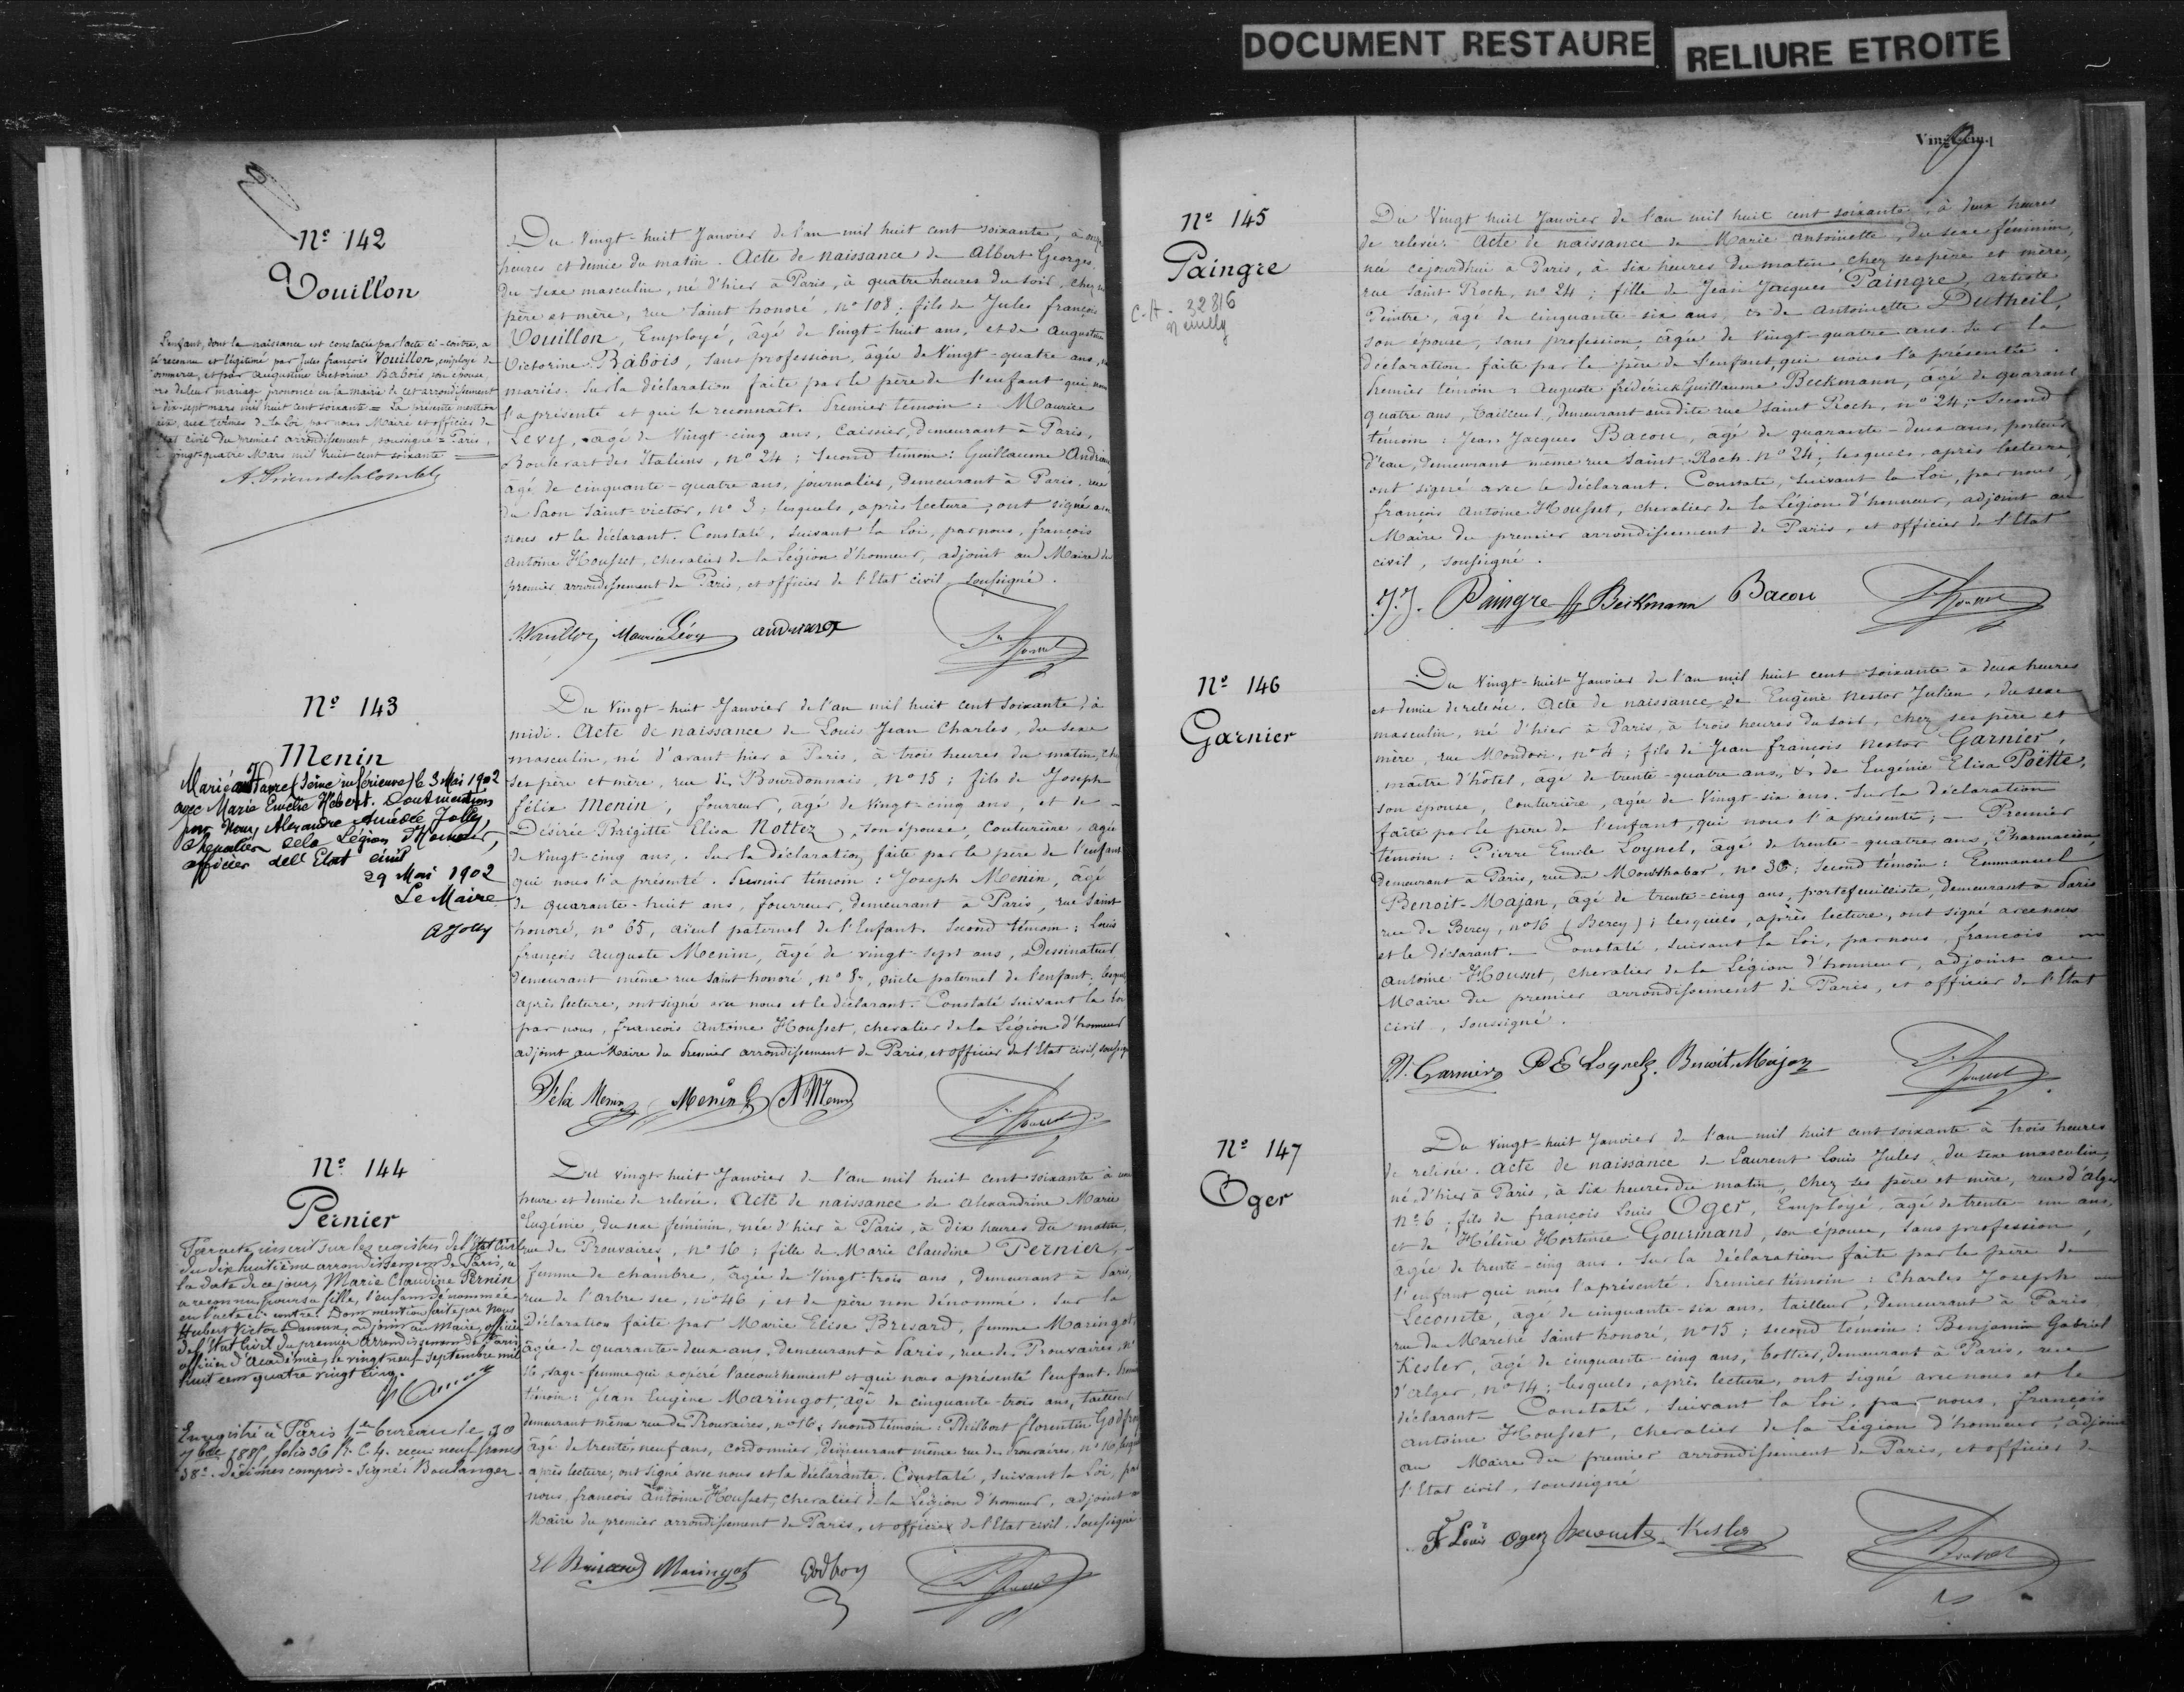 DOCUMENT RESTAURE
RELIURE ETROITE
Nº 142
Vouillon
L'enfant, dont la naissance est constatée par l'acte ci-contre, a
été reconnu et légitimé par Jules françois Vouillon, employé de
commerce, et par augustine Victorine Babois, son épouse,
lors de leur mariage prononcé en la mairie de cet arrondissement
le dix-sept mars mil huit cent soixante = La présente mention
aux termes de la Loi, par nous Maire et officier de
l'état civil du premier arrondissement, soussigné = Paris,
vingt-quatre Mars mil huit cent soixante
Du Vingt-huit Janvier de l'an mil huit cent soixante, à onze
heures et demie du matin. Acte de naissance de Albert Georges
du sexe masculin, né d'hier à Paris, à quatre heures du soir, chez ses
père et mère, rue Saint honoré, nº 108; fils de Jules françois
Vouillon, Employé, âgé de Vingt-huit ans, et de augustine
Victorine Babois, sans profession, âgée de Vingt-quatre ans, non
mariés. Sur la déclaration faite par le père de l'enfant qui nous
l'a présenté et qui le reconnaît. Premier témoin: Maurice
Levy, âgé de Vingt-cinq ans, Caissier, demeurant à Paris,
Boulevart des Italiens, nº 24; Second témoin: Guillaume
âgé de cinquante-quatre ans, journalier, demeurant à Paris, rue
du Paon Saint-victor, nº 3; lesquels, après lecture, ont signé avec
nous et le déclarant. Constaté, suivant la Loi, par nous, françois
antoine Housset, chevalier de la Légion d'honneur, adjoint au Maire du
premier arrondissement de Paris, et officier de l'Etat civil, soussigné.
Vouillon Maurice Lévy
Nº 143
Menin
Marié au Havre (Seine inférieure) le 3 Mai 1902
avec Marie Emelie Hebert. Dont mention
par Nous Alexandre Amédée Jolly,
Chevalier de la Légion d'Honneur,
officier de l'Etat civil
29 Mai 1902
Le Maire
A Jolly
Du Vingt-huit Janvier de l'an mil huit cent soixante, à
midi. Acte de naissance de Louis Jean Charles, du sexe
masculin, né d'avant hier à Paris, à trois heures du matin, chez
ses père et mère, rue des Bourdonnais, nº 15; fils de Joseph
félix Menin, fourreur, âgé de vingt-cinq ans, et de
Désirée Brigitte Elisa Nottez, son épouse, couturière, âgée
de vingt-cinq ans. Sur la déclaration faite par le père de l'enfant
qui nous l'a présenté. Premier témoin: Joseph Menin, âgé
de quarante-huit ans, fourreur, demeurant à Paris, rue Saint
honoré, nº 65, aïeul paternel de l'Enfant. Second témoin: Louis
françois Auguste Menin, âgé de vingt-sept ans, Dessinateur
demeurant même rue Saint honoré, nº oncle paternel de l'enfant; lesquels
après lecture, ont signé avec nous et le déclarant. Constaté suivant la Loi
par nous, francois antoine Housset, chevalier de la Légion d'honneur
adjoint au Maire du Premier arrondissement de Paris, et officier de l'Etat civil, soussigné
Félix Menin Menin A Menin
Nº 144
Pernier
Par acte inscrit sur les registres de l'Etat civil
du dix huitième arrondissement de Paris, à
la date de ce jour, Marie Claudine Pernin
a reconnu pour sa fille, l'enfant dénommée
en l'acte ci contre. Dont mention faite par Nous
Hubert Victor adjoint au Maire, officier
de l'Etat Civil du premier Arrondissement de Paris
officier d'Académie, le vingt neuf Septembre mil
huit cent quatre vingt cinq.
Enregistré à Paris 1er bureau le 30
7bre 1885, folio 36 Rº C. 4. reçu neuf francs
38c. Décimes compris - Signé: Boulanger
Du vingt-huit Janvier de l'an mil huit cent soixante à une
heure et demie de relevée. Acte de naissance de Alexandrine Marie
Eugénie, du sexe féminin, née d'hier à Paris, à Dix heures du matin,
rue des Prouvaires, nº 16; fille de Marie Claudine Pernier,
femme de chambre, âgée de Vingt-trois ans, demeurant à Paris,
rue de l'arbre sec, nº 46; et de père non dénommé. Sur la
Déclaration faite par Marie Elise Brisard, femme Maringot,
âgée de quarante-deux ans, demeurant à Paris, rue des Prouvaires, nº
16, sage-femme qui a opéré l'accouchement et qui nous a présenté l'enfant. Premier
témoin: Jean Eugène Maringot, âgé de cinquante-trois ans, tailleur
demeurant même rue des Prouvaires, nº 16; second témoin: Philbert florentin
âgé de trente-neuf ans, cordonnier, demeurant même rue des Prouvaires, nº 16, lesquels
après lecture, ont signé avec nous et la déclarante. Constaté, suivant la Loi, par
nous, francois Antoine Housset, chevalier de la Légion d'honneur, adjoint au
Maire du premier arrondissement de Paris, et officier de l'Etat civil, soussigné
El Brisard Maringot
Nº 145
Paingre
C.H. 32816
Neuilly
Du Vingt huit Janvier de l'an mil huit cent soixante, à deux heures
de relevée. Acte de naissance de Marie antoinette, du sexe féminin,
née cejourdhui à Paris, à six heures du matin, chez ses père et mère,
rue Saint-Roch, nº 24; fille de Jean Jacques Paingre, artiste
Peintre, âgé de cinquante-six ans, & de Antoinette Dutheil,
son épouse, sans profession, âgée de Vingt-quatre ans. Sur la
déclaration faite par le père de l'enfant, qui nous l'a présentée.
Premier témoin: Auguste frédérick Guillaume Beckmann, âgé de quarante
quatre ans, Tailleur, demeurant susdite rue Saint Roch, nº 24; Second
témoin: Jean Jacques Bacou, âgé de quarante-deux ans, porteur
d'eau, demeurant même rue Saint-Roch nº 24; lesquels, après lecture,
ont signé avec le déclarant. Constaté, suivant la Loi, par nous,
françois antoine Housset, chevalier de la Légion d'honneur, adjoint au
Maire du premier arrondissement de Paris, et officier de l'Etat
civil, soussigné.
J.J. Paingre Beckmann Bacou
Nº 146
Garnier
Du Vingt-huit Janvier de l'an mil huit cent soixante à deux heures
et demie de relevée. Acte de naissance de Eugène Nestor Julien, du sexe
masculin, né d'hier à Paris, à trois heures du soir, chez ses père et
mère, rue Mondovi, nº 4; fils de Jean françois Nestor Garnier,
maître d'hôtel, âgé de trente-quatre ans, & de Eugénie Elisa Poëtte,
son épouse, couturière, âgée de Vingt-six ans. Sur la déclaration
faite par le père de l'enfant, qui nous l'a présenté; - Premier
témoin: Pierre Emile Loynel, âgé de trente-quatre ans, Pharmacien,
demeurant à Paris, rue du Montthabor, nº 36; Second témoin: Emmanuel
Benoit-Majan, âgé de trente-cinq ans, portefeuilliste, demeurant à Paris
rue de Bercy, nº 16 (Bercy); lesquels, après lecture, ont signé avec nous
et le déclarant. Constaté, suivant la Loi, par nous, francois
antoine Housset, chevalier de la Légion d'honneur, adjoint au
Maire du premier arrondissement de Paris, et officier de l'Etat
civil, soussigné.
N. Garnier P E Loynel Benoit-Majan
Nº 147
Oger
Du Vingt-huit Janvier de l'an mil huit cent soixante à trois heures
de relevée. Acte de naissance de Laurent Louis Jules, du sexe masculin,
né d'hier à Paris, à six heures du matin, chez ses père et mère, rue d'alger
nº 6; fils de françois Louis Oger, Employé, âgé de trente-un ans,
et de Hélène Hortense Gourmand, son épouse, sans profession,
âgée de trente-cinq ans. Sur la déclaration faite par le père de
l'enfant qui nous l'a présenté. Premier témoin: Charles Joseph
Lecomte, âgé de cinquante-six ans, tailleur, demeurant à Paris
rue du Marché Saint honoré, nº 15; second témoin: Benjamin Gabriel
Kesler, âgé de cinquante-cinq ans, bottier, demeurant à Paris, rue
d'alger, nº 14; lesquels, après lecture, ont signé avec nous et le
déclarant. Constaté, suivant la Loi, par nous, françois
Antoine Housset, chevalier de la Légion d'honneur, adjoint
au Maire du premier arrondissement de Paris, et officier de
l'Etat civil, soussigné
F Louis Oger Lecomte Kesler